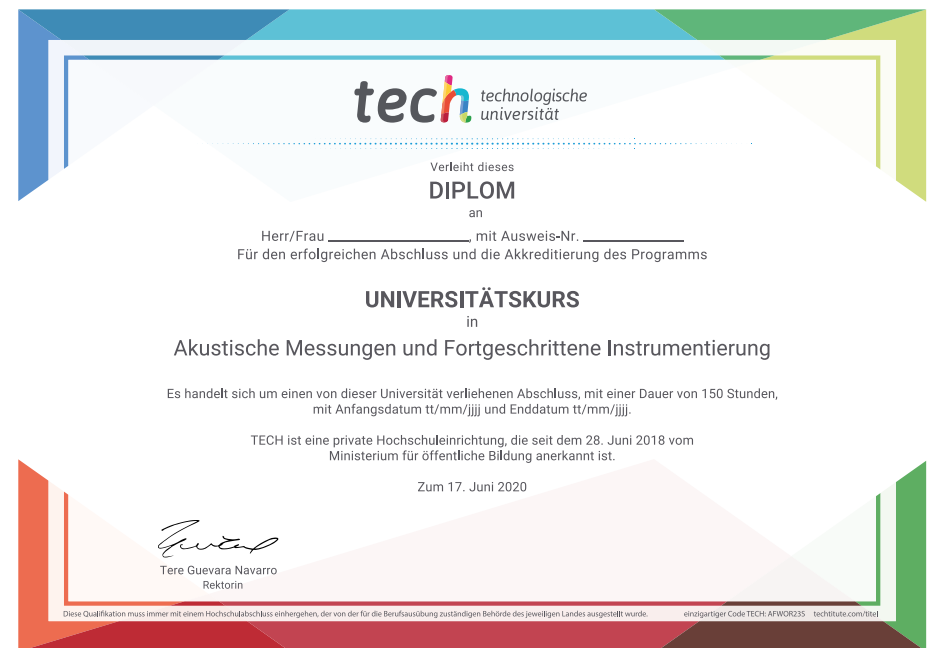 tech technologische
universität
Verleiht dieses
DIPLOM
an
Herr/Frau ________________, mit Ausweis-Nr. ______________
Für den erfolgreichen Abschluss und die Akkreditierung des Programms
UNIVERSITÄTSKURS
in
Akustische Messungen und Fortgeschrittene Instrumentierung
Es handelt sich um einen von dieser Universität verliehenen Abschluss, mit einer Dauer von 150 Stunden,
mit Anfangsdatum tt/mm/jjjj und Enddatum tt/mm/jjjj.
TECH ist eine private Hochschuleinrichtung, die seit dem 28. Juni 2018 vom
Ministerium für öffentliche Bildung anerkannt ist.
Zum 17. Juni 2020
Tere Guevara Navarro
Rektorin
Diese Qualifikation muss immer mit einem Hochschulabschluss einhergehen, der von der für die Berufsausübung zuständigen Behörde des jeweiligen Landes ausgestellt wurde. einzigartiger Code TECH: AFWOR23S techtitute.com/titel